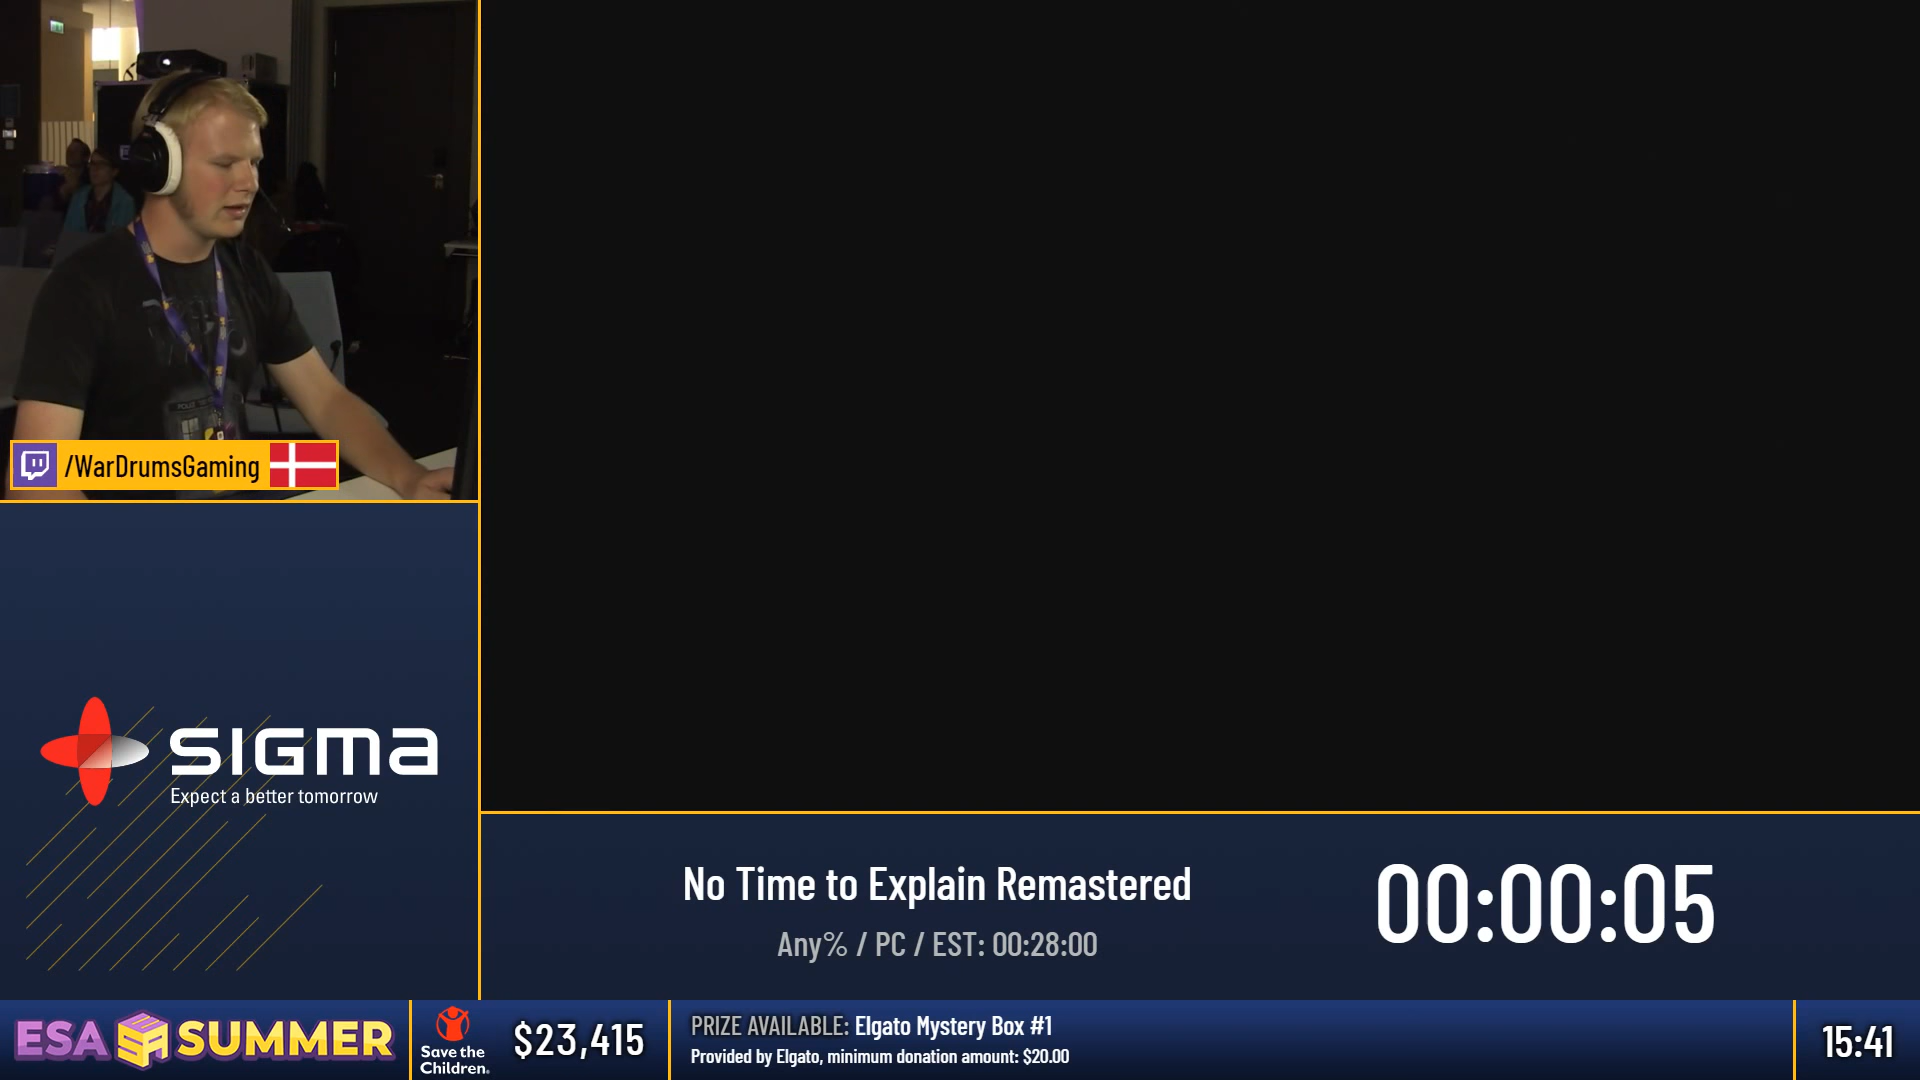 /WarDrumsGaming
SIGMA
Expect a better tomorrow
No Time to Explain Remastered
Any% / PC / EST: 00:28:00
00:00:05
ESA SUMMER
Save the
Children.
$23,415
PRIZE AVAILABLE: Elgato Mystery Box #1
Provided by Elgato, minimum donation amount: $20.00
15:41